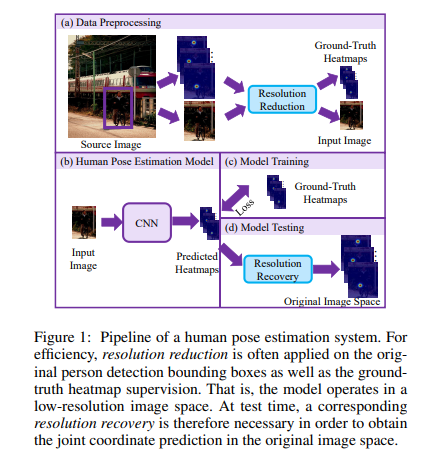 (a) Data Preprocessing
Ground-Truth
Heatmaps
Resolution
Reduction
Source Image
Input Image
(b) Human Pose Estimation Model
CNN
Input
Image
Predicted
Heatmaps
(c) Model Training
Loss
Ground-Truth
Heatmaps
(d) Model Testing
Resolution
Recovery
Original Image Space
Figure 1: Pipeline of a human pose estimation system. For
efficiency, resolution reduction is often applied on the orig-
inal person detection bounding boxes as well as the ground-
truth heatmap supervision. That is, the model operates in a
low-resolution image space. At test time, a corresponding
resolution recovery is therefore necessary in order to obtain
the joint coordinate prediction in the original image space.